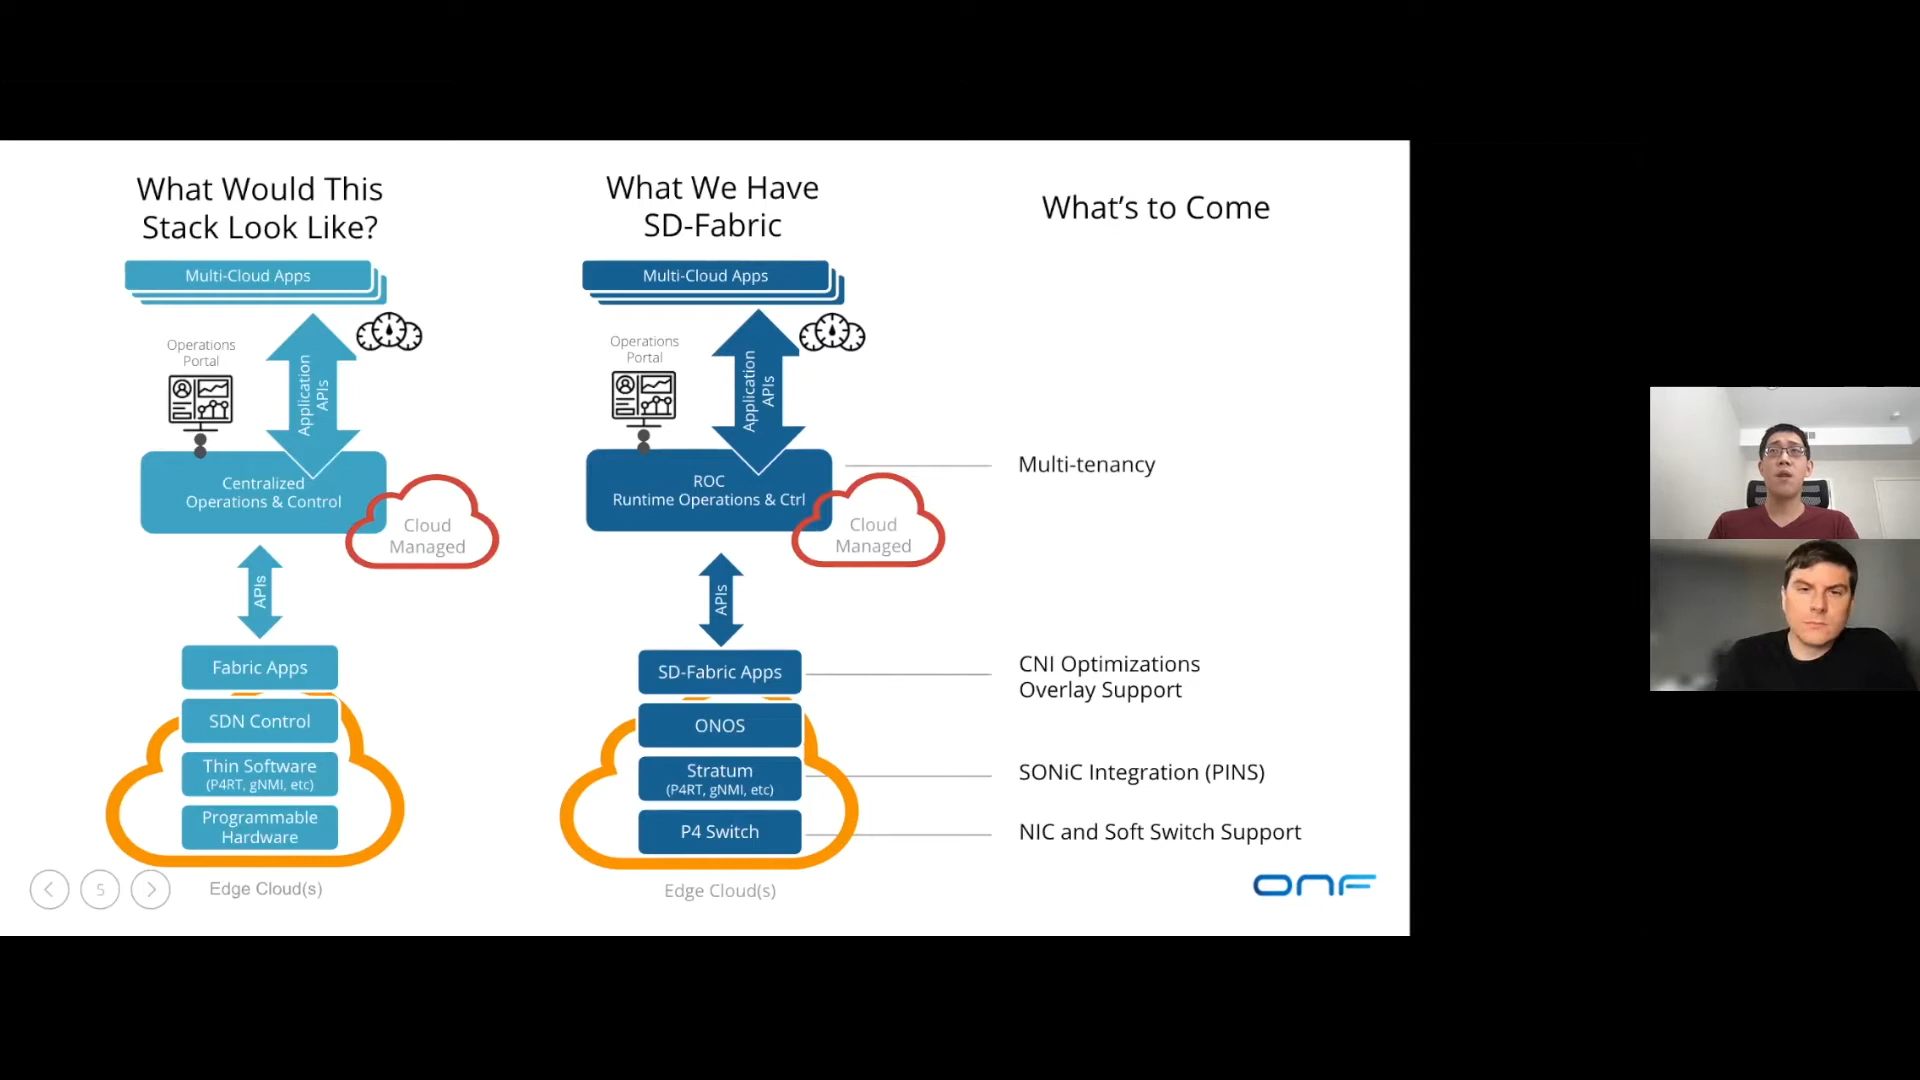 What Would This
Stack Look Like?
Multi-Cloud Apps
Operations
Portal
Application
APIs
Centralized
Operations & Control
Cloud
Managed
APIs
Fabric Apps
SDN Control
Thin Software
(P4RT, gNMI, etc)
Programmable
Hardware
Edge Cloud(s)
5
What We Have
SD-Fabric
Multi-Cloud Apps
Operations
Portal
Application
APIs
ROC
Runtime Operations & Ctrl
Cloud
Managed
APIs
SD-Fabric Apps
ONOS
Stratum
(P4RT, gNMI, etc)
P4 Switch
Edge Cloud(s)
What's to Come
Multi-tenancy
CNI Optimizations
Overlay Support
SONiC Integration (PINS)
NIC and Soft Switch Support
ONF